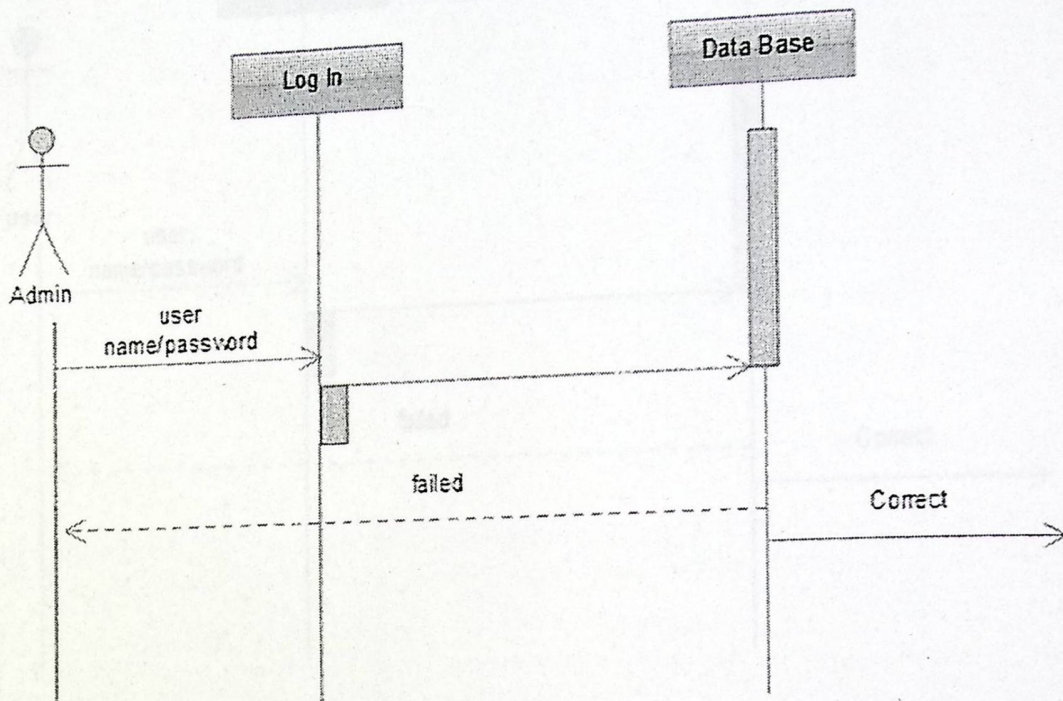 Data Base
Log In
Admin
user
name/password
failed
Correct